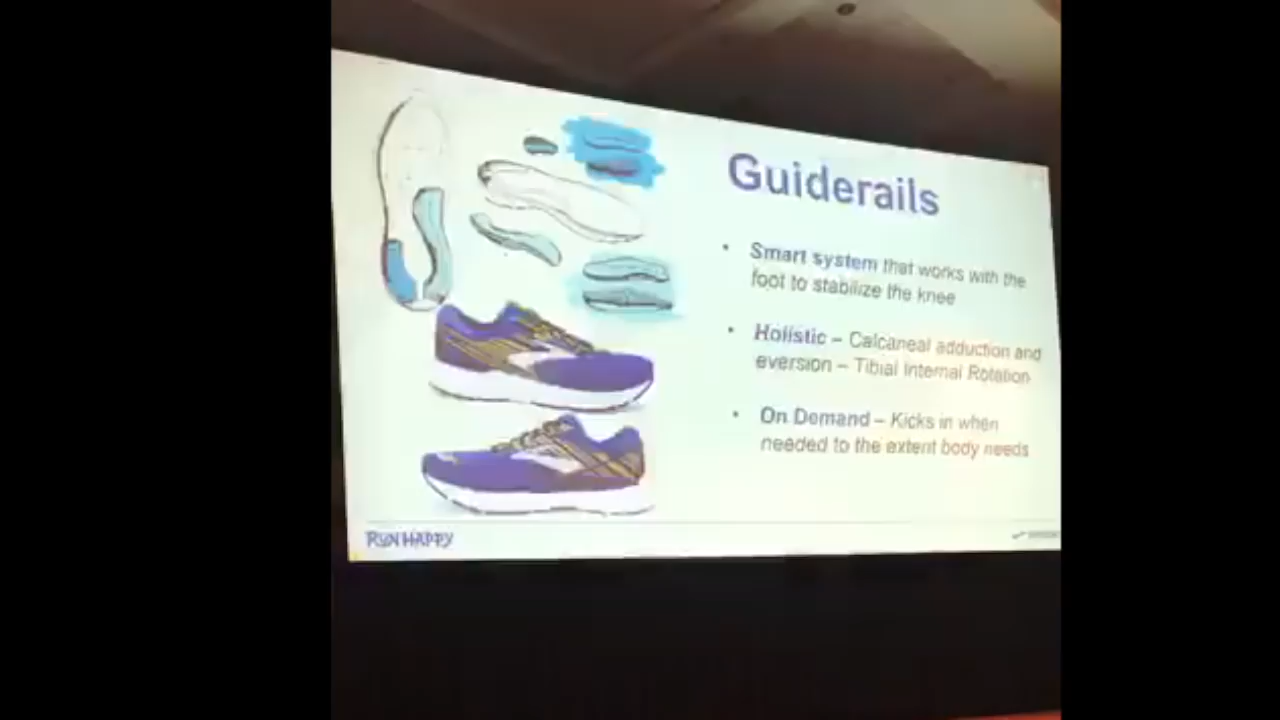 Guiderails
• Smart system that works with the
foot to stabilize the knee
• Holistic – Calcaneal adduction and
eversion – Tibial Internal Rotation
• On Demand – Kicks in when
needed to the extent body needs
RUN HAPPY